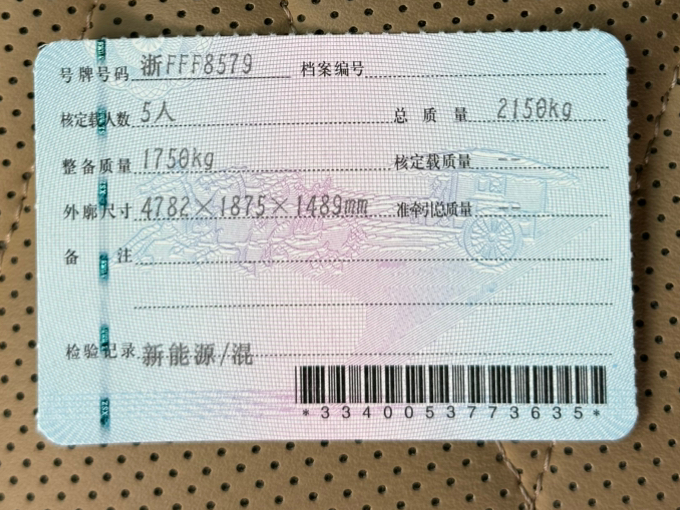 号牌号码 浙FFF8579 档案编号
核定载人数 5人 总质量 2150kg
整备质量 1750kg 核定载质量 --
外廓尺寸 4782×1875×1489mm 准牵引总质量 --
备注
检验记录 新能源/混
*3340053773635*